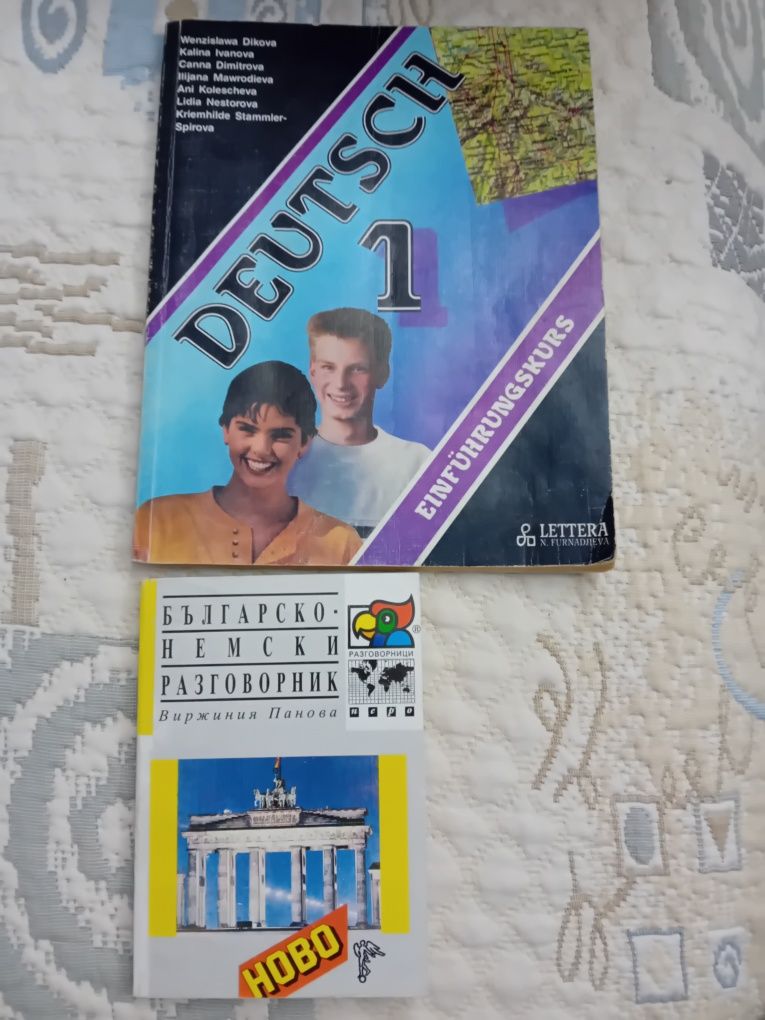 Wenzislawa Dikova
Kalina Ivanova
Canna Dimitrova
Ilijana Mawrodieva
Ani Kolescheva
Lidia Nestorova
Kriemhilde Stammler-
Spirova
DEUTSCH
1
EINFÜHRUNGSKURS
LETTERA
N. FURNADJIEVA
БЪЛГАРСКО-
НЕМСКИ
РАЗГОВОРНИК
Виржиния Панова
®
РАЗГОВОРНИЦИ
перо
НОВО